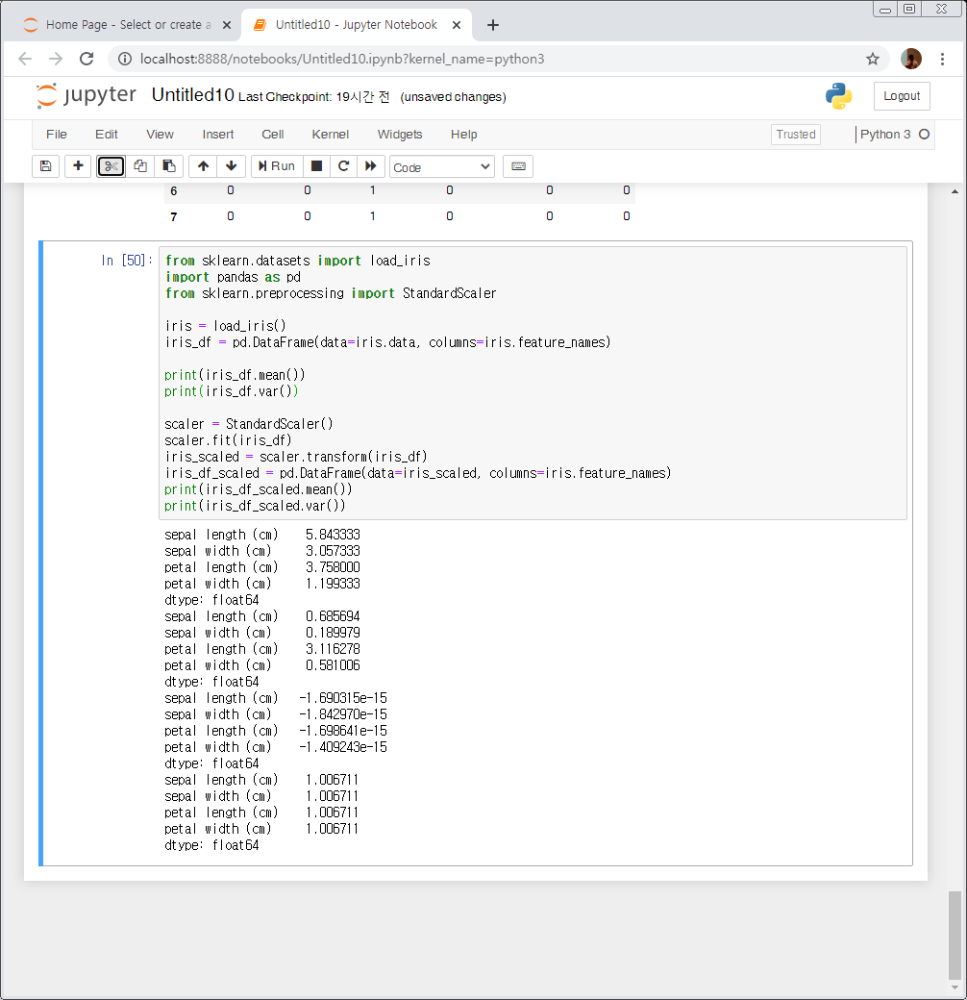 Home Page - Select or create a
Untitled10 - Jupyter Notebook
localhost:8888/notebooks/Untitled10.ipynb?kernel_name=python3
jupyter Untitled10 Last Checkpoint: 19시간 전 (unsaved changes)
Logout
File Edit View Insert Cell Kernel Widgets Help
Trusted
Python 3
Run
Code
6 0 0 1 0 0 0
7 0 0 1 0 0 0
In [50]:
from sklearn.datasets import load_iris
import pandas as pd
from sklearn.preprocessing import StandardScaler
iris = load_iris()
iris_df = pd.DataFrame(data=iris.data, columns=iris.feature_names)
print(iris_df.mean())
print(iris_df.var())
scaler = StandardScaler()
scaler.fit(iris_df)
iris_scaled = scaler.transform(iris_df)
iris_df_scaled = pd.DataFrame(data=iris_scaled, columns=iris.feature_names)
print(iris_df_scaled.mean())
print(iris_df_scaled.var())
sepal length (cm) 5.843333
sepal width (cm) 3.057333
petal length (cm) 3.758000
petal width (cm) 1.199333
dtype: float64
sepal length (cm) 0.685694
sepal width (cm) 0.189979
petal length (cm) 3.116278
petal width (cm) 0.581006
dtype: float64
sepal length (cm) -1.690315e-15
sepal width (cm) -1.842970e-15
petal length (cm) -1.698641e-15
petal width (cm) -1.409243e-15
dtype: float64
sepal length (cm) 1.006711
sepal width (cm) 1.006711
petal length (cm) 1.006711
petal width (cm) 1.006711
dtype: float64